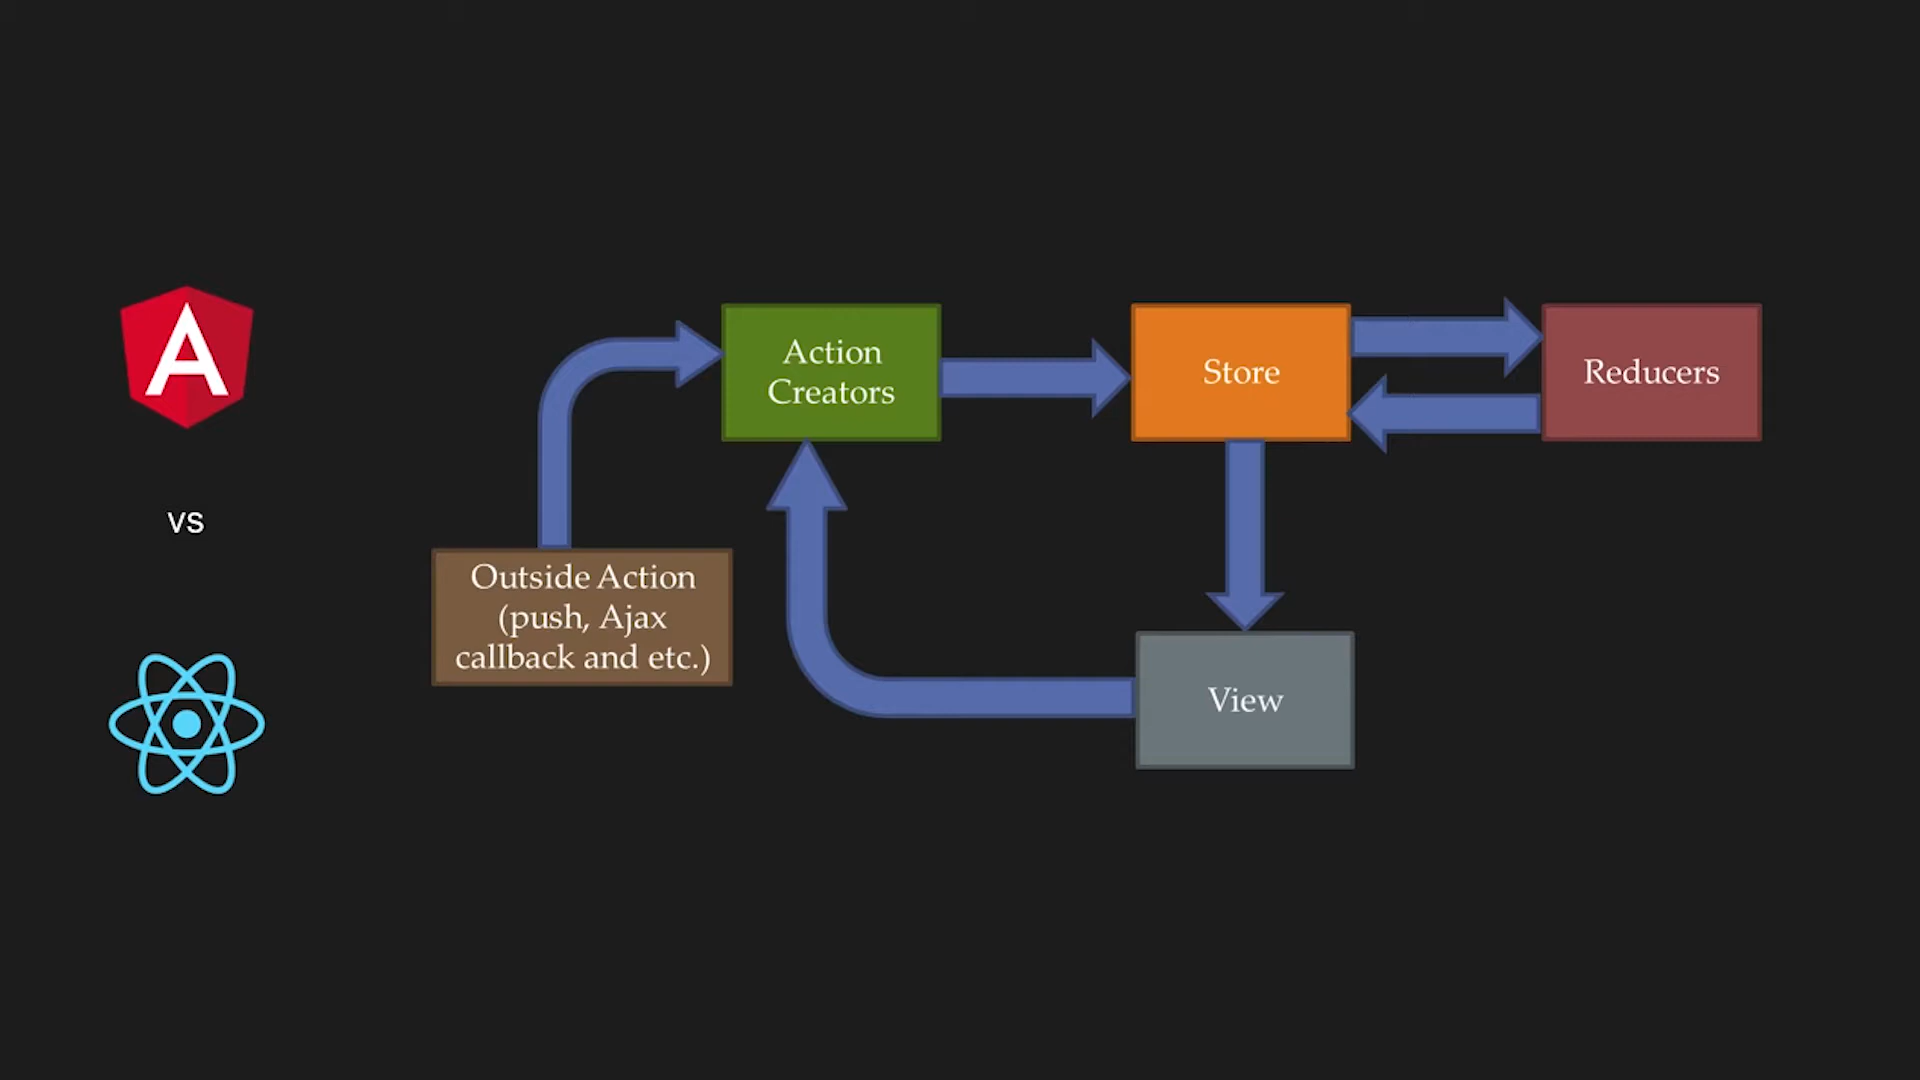 A
vs
Outside Action
(push, Ajax
callback and etc.)
Action
Creators
Store
Reducers
View